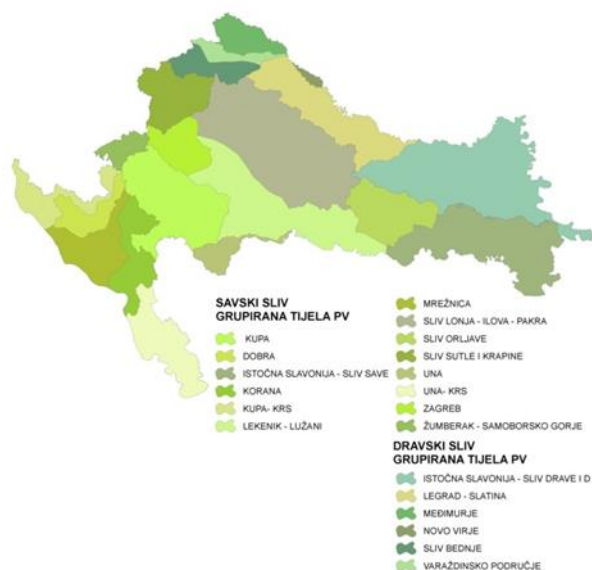 SAVSKI SLIV
GRUPIRANA TIJELA PV
KUPA
DOBRA
ISTOČNA SLAVONIJA - SLIV SAVE
KORANA
KUPA- KRS
LEKENIK - LUŽANI
MREŽNICA
SLIV LONJA - ILOVA - PAKRA
SLIV ORLJAVE
SLIV SUTLE I KRAPINE
UNA
UNA- KRS
ZAGREB
ŽUMBERAK - SAMOBORSKO GORJE
DRAVSKI SLIV
GRUPIRANA TIJELA PV
ISTOČNA SLAVONIJA - SLIV DRAVE I D
LEGRAD - SLATINA
MEĐIMURJE
NOVO VIRJE
SLIV BEDNJE
VARAŽDINSKO PODRUČJE